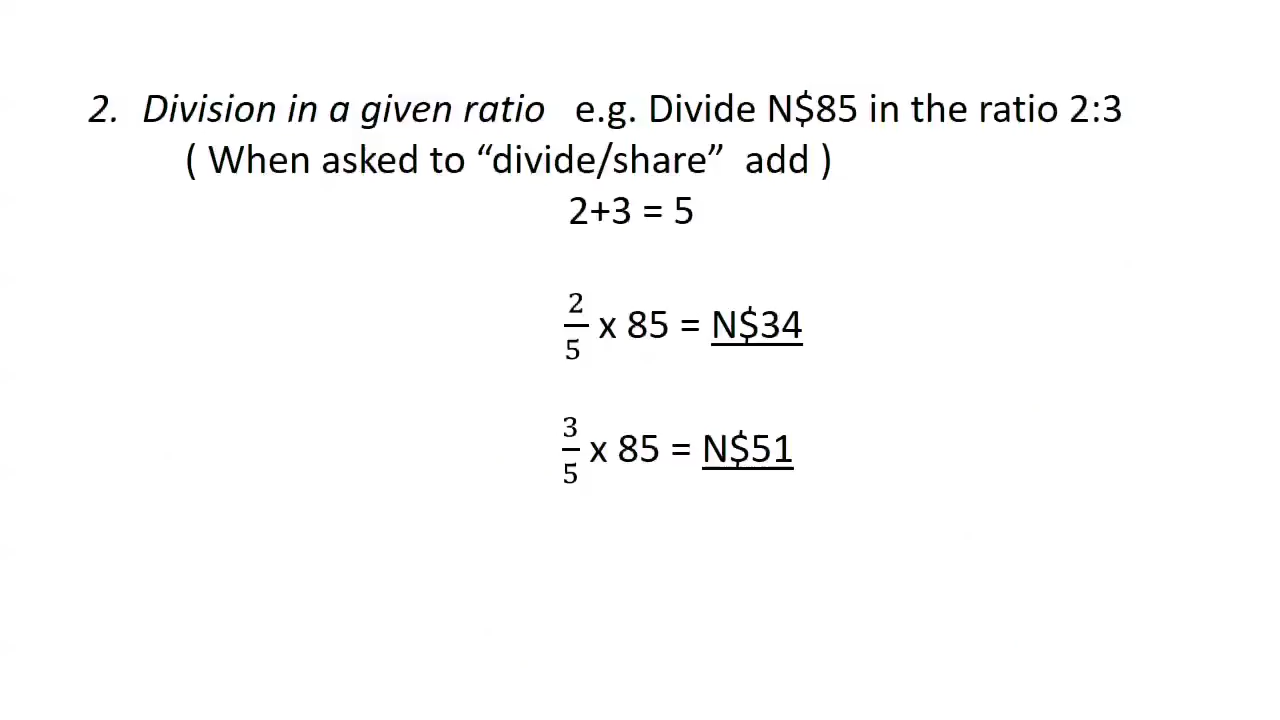 2. Division in a given ratio e.g. Divide N$85 in the ratio 2:3
( When asked to “divide/share” add )
2+3 = 5
2/5 x 85 = N$34
3/5 x 85 = N$51